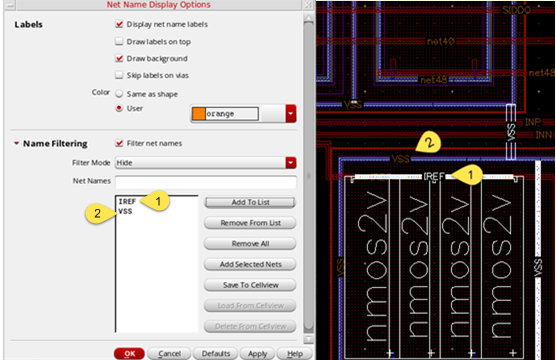 Net Name Display Options
Labels
Display net name labels
Draw labels on top
Draw background
Skip labels on vias
Color
Same as shape
User
orange
Name Filtering
Filter net names
Filter Mode
Hide
Net Names
IREF
VSS
1
2
Add To List
Remove From List
Remove All
Add Selected Nets
Save To Cellview
Load From Cellview
Delete From Cellview
OK
Cancel
Defaults
Apply
Help
SIDDQ
net40
net48
net48
VSS
INP
INN
VSS
2
VSS
IREF
1
VSS
VSS
nmos2v
nmos2v
nmos2v
nmos2v